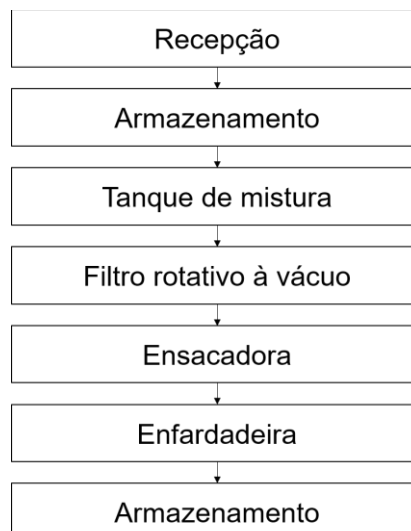 Recepção
Armazenamento
Tanque de mistura
Filtro rotativo à vácuo
Ensacadora
Enfardadeira
Armazenamento